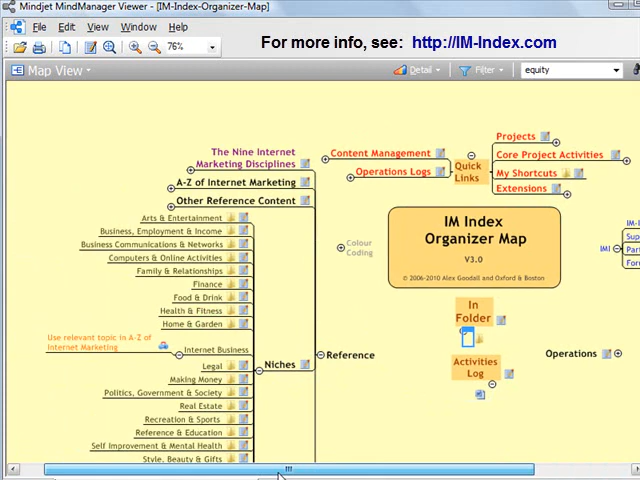 Mindjet MindManager Viewer - [IM-Index-Organizer-Map]
File Edit View Window Help
76%
For more info, see: http://IM-Index.com
Map View
Detail
Filter
equity
The Nine Internet
Marketing Disciplines
A-Z of Internet Marketing
Other Reference Content
Arts & Entertainment
Business, Employment & Income
Business Communications & Networks
Computers & Online Activities
Family & Relationships
Finance
Food & Drink
Health & Fitness
Home & Garden
Use relevant topic in A-Z of
Internet Marketing
Internet Business
Legal
Making Money
Politics, Government & Society
Real Estate
Recreation & Sports
Reference & Education
Self Improvement & Mental Health
Style, Beauty & Gifts
Niches
Reference
Content Management
Operations Logs
Quick
Links
Projects
Core Project Activities
My Shortcuts
Extensions
Colour
Coding
IM Index
Organizer Map
V3.0
© 2006-2010 Alex Goodall and Oxford & Boston
In
Folder
Activities
Log
Operations
IMI
IM-I
Sup
Part
For